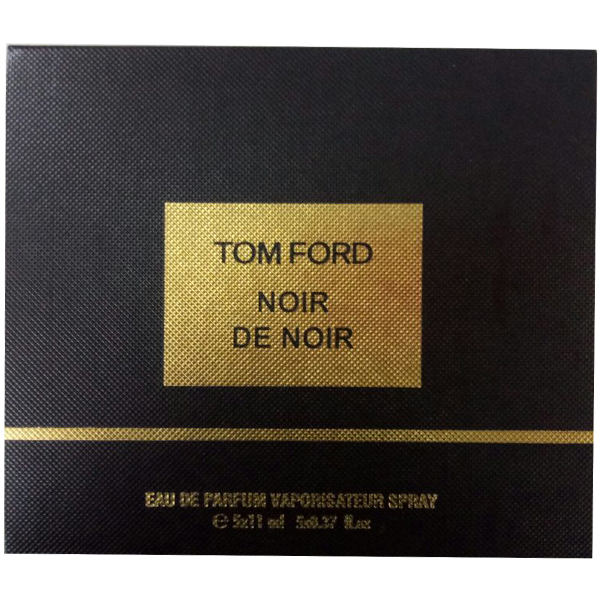 TOM FORD
NOIR
DE NOIR
EAU DE PARFUM VAPORISATEUR SPRAY
℮ 5x11 ml 5x0.37 fl.oz